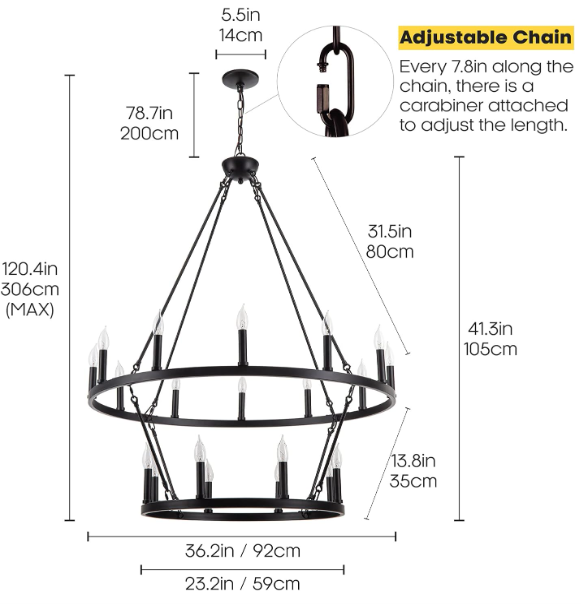 5.5in
14cm
Adjustable Chain
Every 7.8in along the
chain, there is a
carabiner attached
to adjust the length.
78.7in
200cm
31.5in
80cm
120.4in
306cm
(MAX)
41.3in
105cm
13.8in
35cm
36.2in / 92cm
23.2in / 59cm